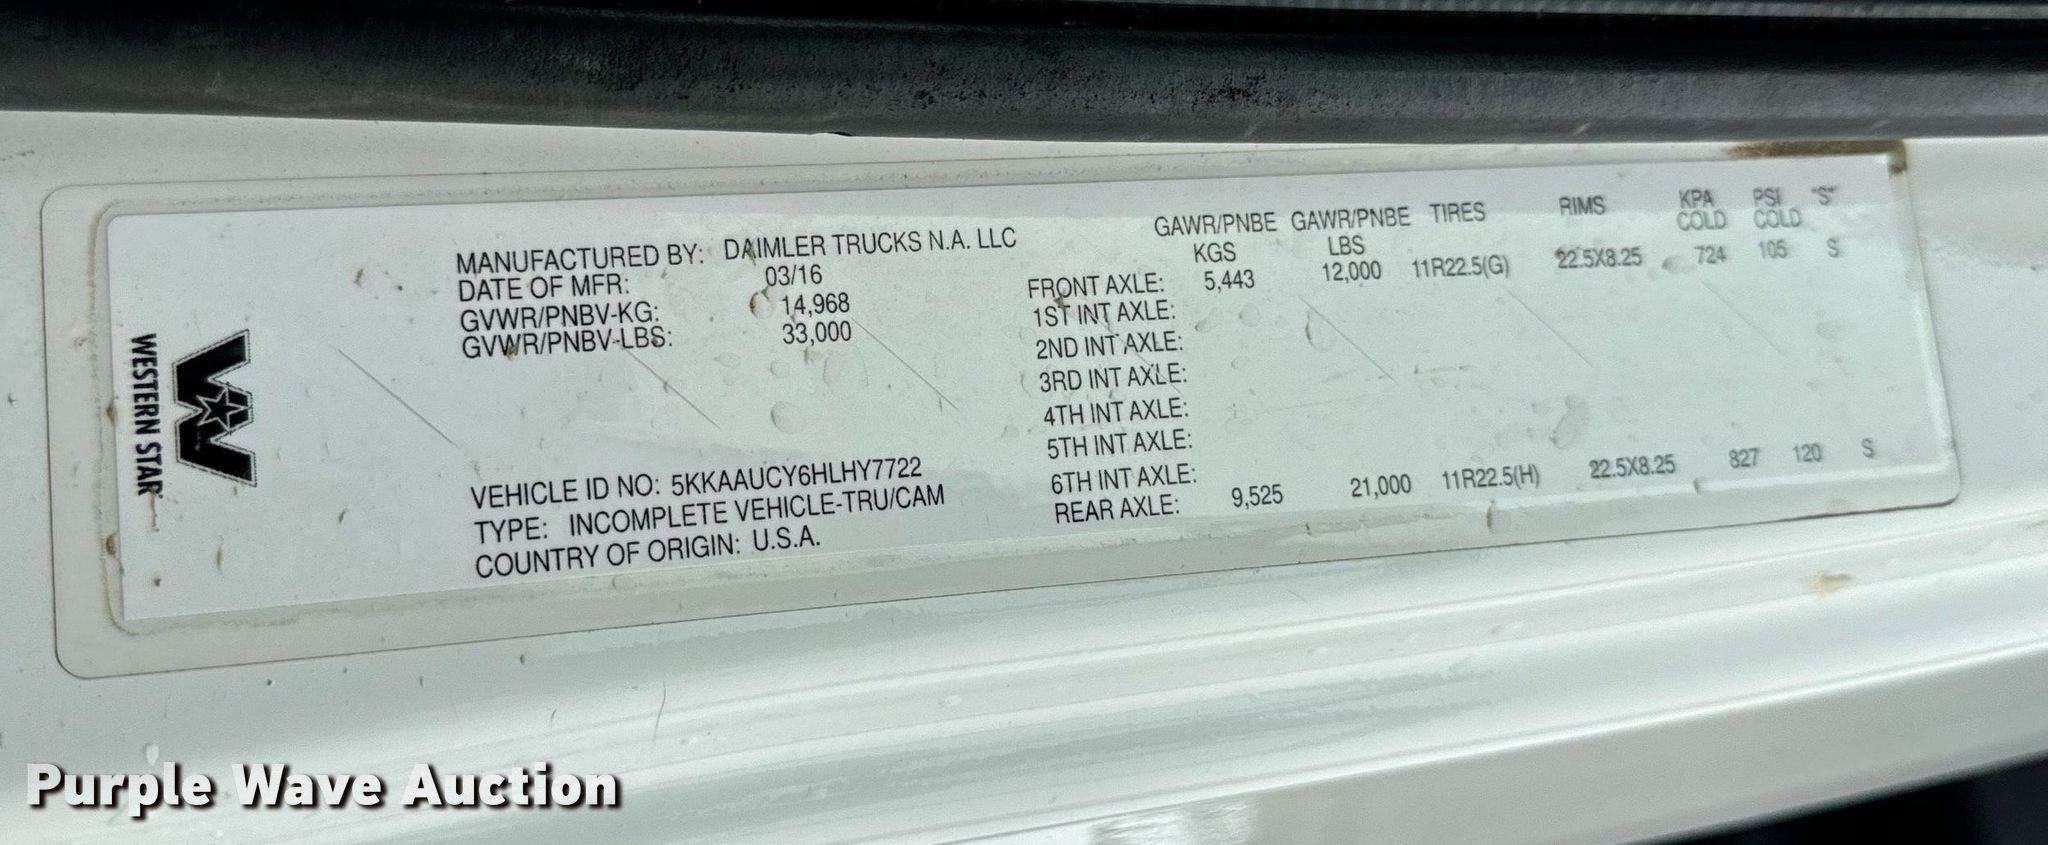 WESTERN STAR
MANUFACTURED BY: DAIMLER TRUCKS N.A. LLC
DATE OF MFR: 03/16
GVWR/PNBV-KG: 14,968
GVWR/PNBV-LBS: 33,000
VEHICLE ID NO: 5KKAAUCY6HLHY7722
TYPE: INCOMPLETE VEHICLE-TRU/CAM
COUNTRY OF ORIGIN: U.S.A.
GAWR/PNBE GAWR/PNBE TIRES RIMS KPA PSI "S"
KGS LBS COLD COLD
FRONT AXLE: 5,443 12,000 11R22.5(G) 22.5X8.25 724 105 S
1ST INT AXLE:
2ND INT AXLE:
3RD INT AXLE:
4TH INT AXLE:
5TH INT AXLE:
6TH INT AXLE:
REAR AXLE: 9,525 21,000 11R22.5(H) 22.5X8.25 827 120 S
Purple Wave Auction